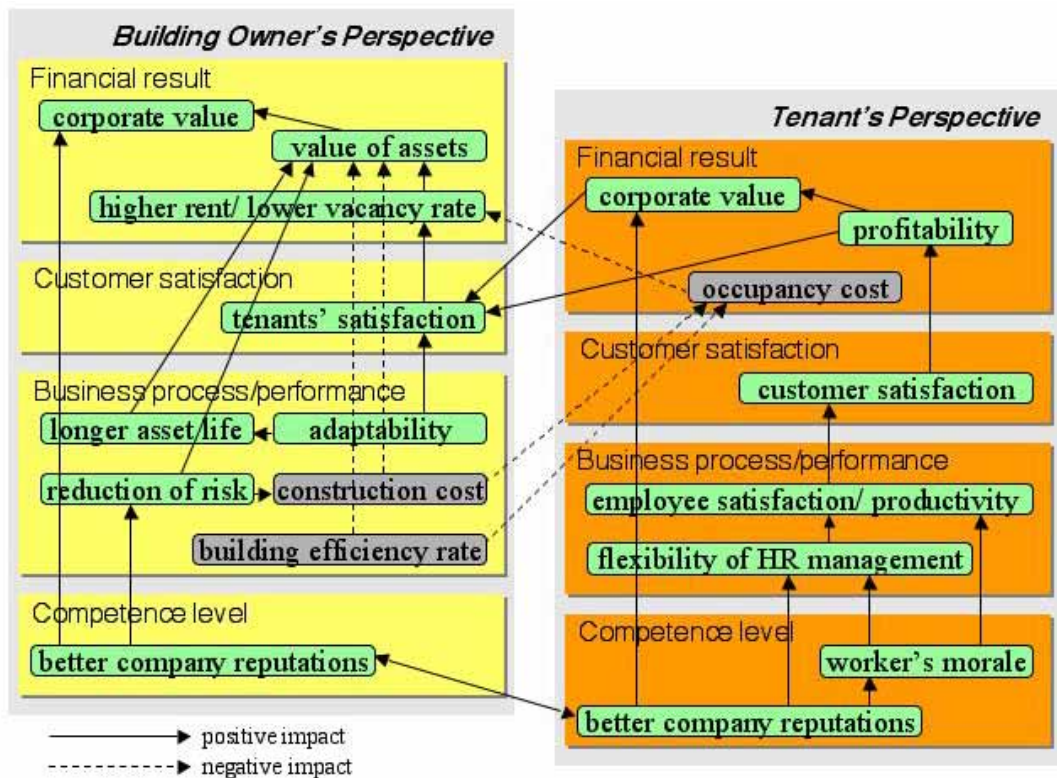 Building Owner's Perspective
Financial result
corporate value
value of assets
higher rent/ lower vacancy rate
Customer satisfaction
tenants' satisfaction
Business process/performance
longer asset life
adaptability
reduction of risk
construction cost
building efficiency rate
Competence level
better company reputations
positive impact
negative impact
Tenant's Perspective
Financial result
corporate value
profitability
occupancy cost
Customer satisfaction
customer satisfaction
Business process/performance
employee satisfaction/ productivity
flexibility of HR management
Competence level
worker's morale
better company reputations